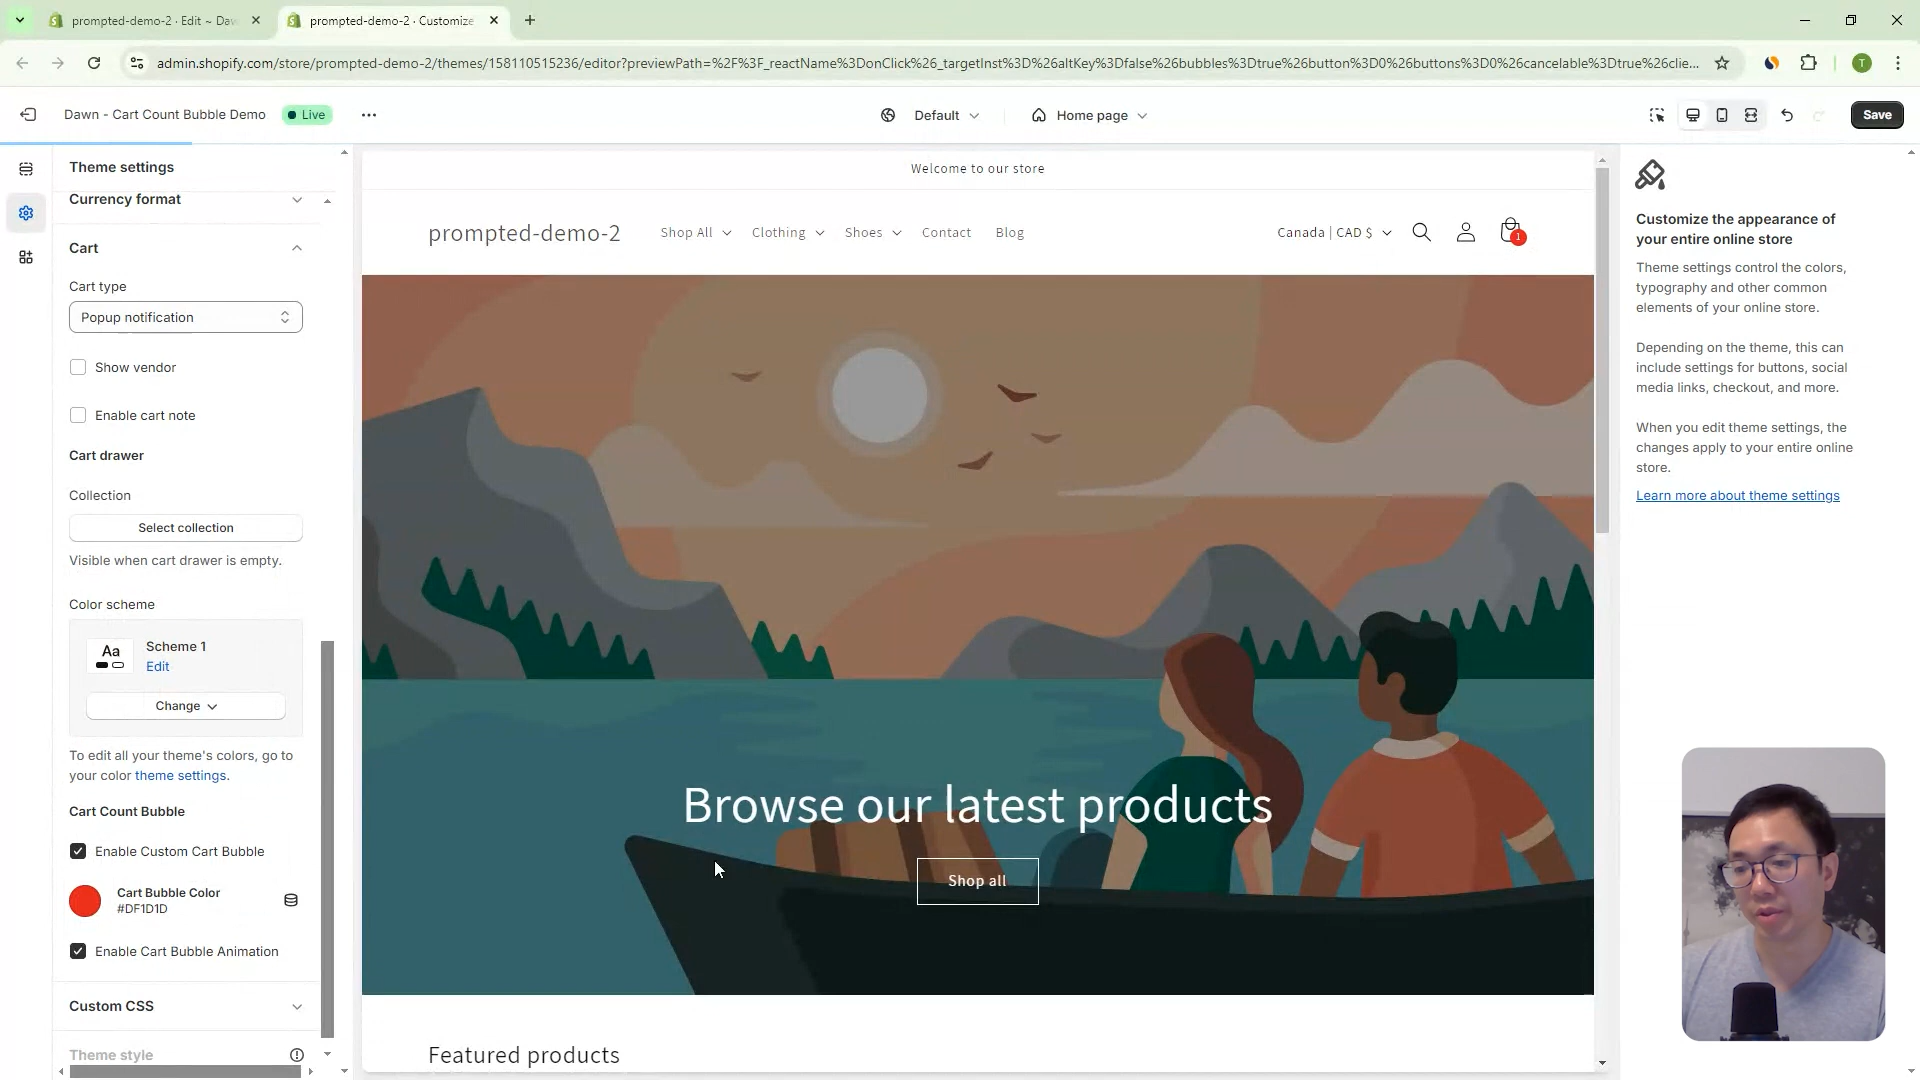 prompted-demo-2 · Edit ~ Daw
prompted-demo-2 · Customize
admin.shopify.com/store/prompted-demo-2/themes/158110515236/editor?previewPath=%2F%3F_reactName%3DonClick%26_targetInst%3D%26altKey%3Dfalse%26bubbles%3Dtrue%26button%3D0%26buttons%3D0%26cancelable%3Dtrue%26clie...
T
Dawn - Cart Count Bubble Demo
Live
Default
Home page
Save
Theme settings
Currency format
Cart
Cart type
Popup notification
Show vendor
Enable cart note
Cart drawer
Collection
Select collection
Visible when cart drawer is empty.
Color scheme
Aa
Scheme 1
Edit
Change
To edit all your theme's colors, go to
your color theme settings.
Cart Count Bubble
Enable Custom Cart Bubble
Cart Bubble Color
#DF1D1D
Enable Cart Bubble Animation
Custom CSS
Theme style
Welcome to our store
prompted-demo-2
Shop All
Clothing
Shoes
Contact
Blog
Canada | CAD $
1
Browse our latest products
Shop all
Featured products
Customize the appearance of
your entire online store
Theme settings control the colors,
typography and other common
elements of your online store.
Depending on the theme, this can
include settings for buttons, social
media links, checkout, and more.
When you edit theme settings, the
changes apply to your entire online
store.
Learn more about theme settings